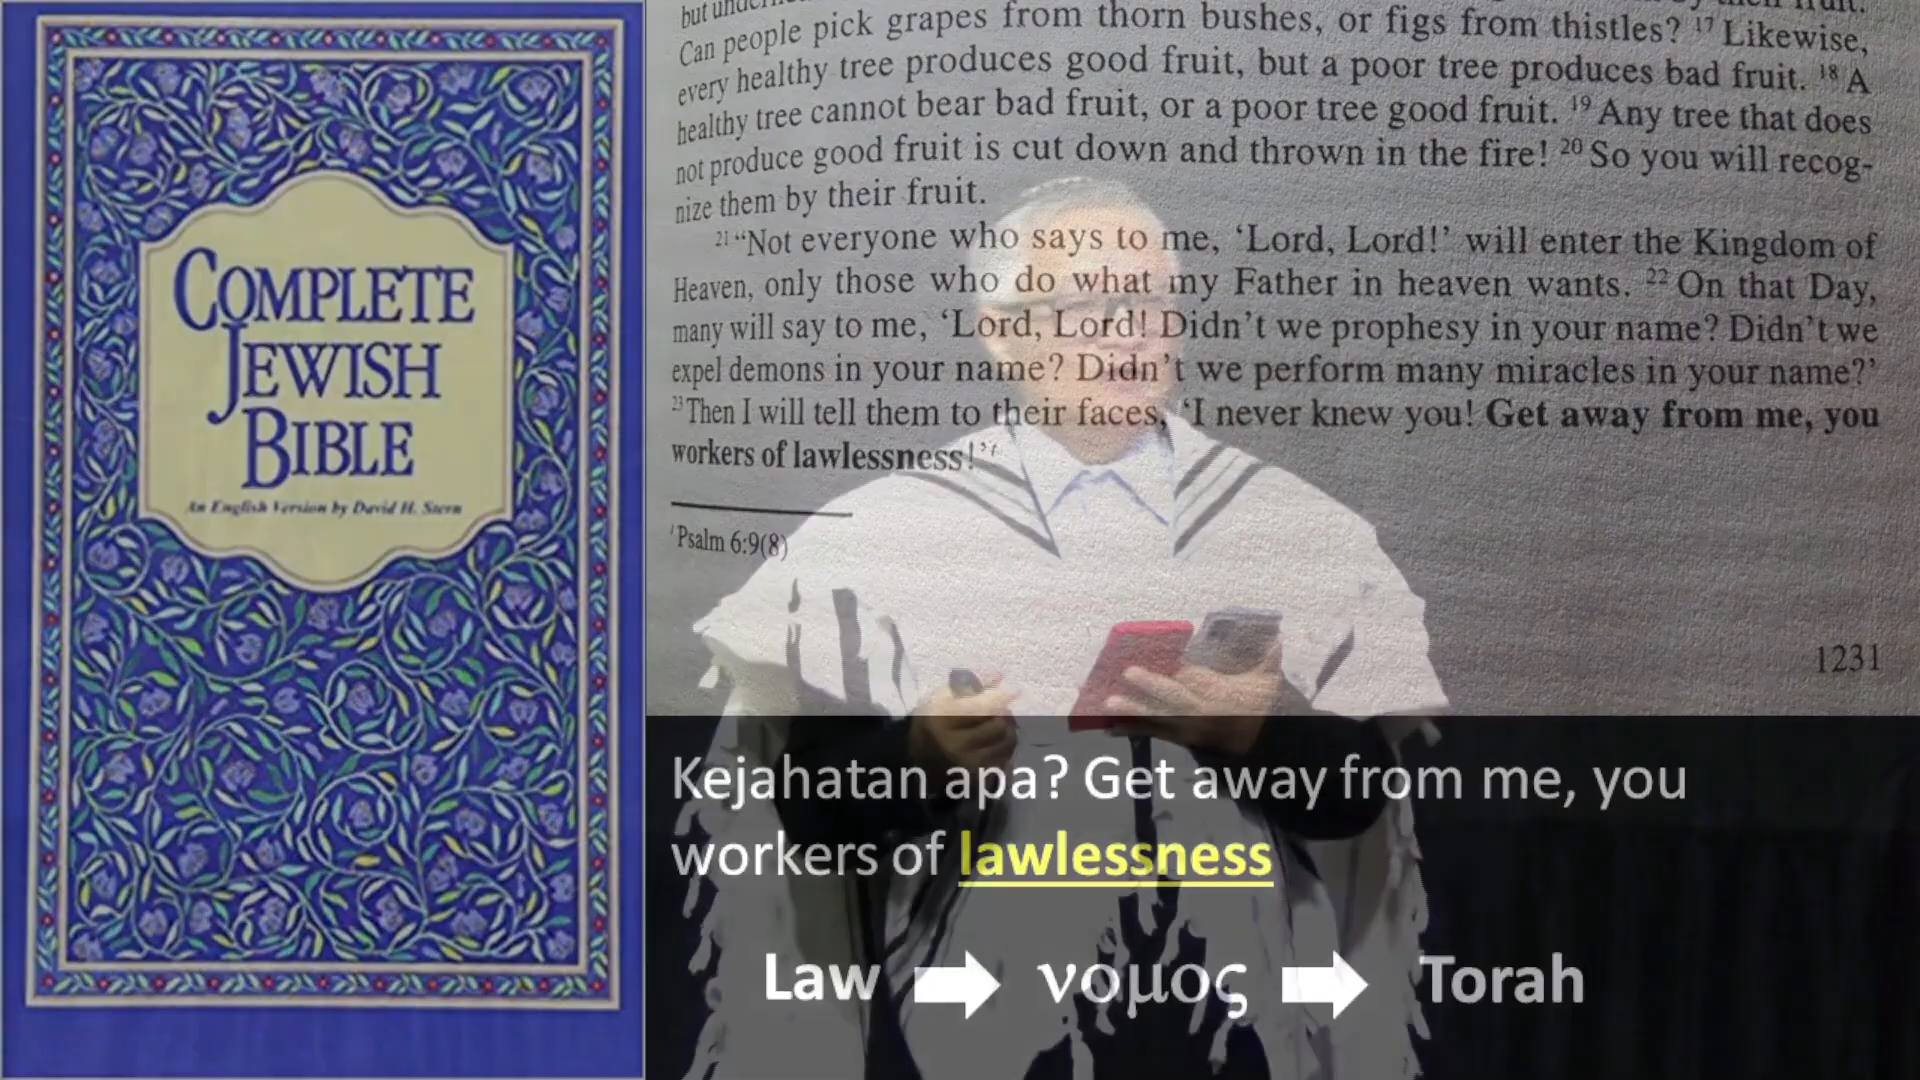 COMPLETE
JEWISH
BIBLE
An English Version by David H. Stern
Can people pick grapes from thorn bushes, or figs from thistles? 17 Likewise,
every healthy tree produces good fruit, but a poor tree produces bad fruit. 18 A
healthy tree cannot bear bad fruit, or a poor tree good fruit. 19 Any tree that does
not produce good fruit is cut down and thrown in the fire! 20 So you will recog-
nize them by their fruit.
21 “Not everyone who says to me, ‘Lord, Lord!’ will enter the Kingdom of
Heaven, only those who do what my Father in heaven wants. 22 On that Day,
many will say to me, ‘Lord, Lord! Didn’t we prophesy in your name? Didn’t we
expel demons in your name? Didn’t we perform many miracles in your name?’
23 Then I will tell them to their faces, ‘I never knew you! Get away from me, you
workers of lawlessness!’
Psalm 6:9(8)
1231
Kejahatan apa? Get away from me, you
workers of lawlessness
Law νομος Torah